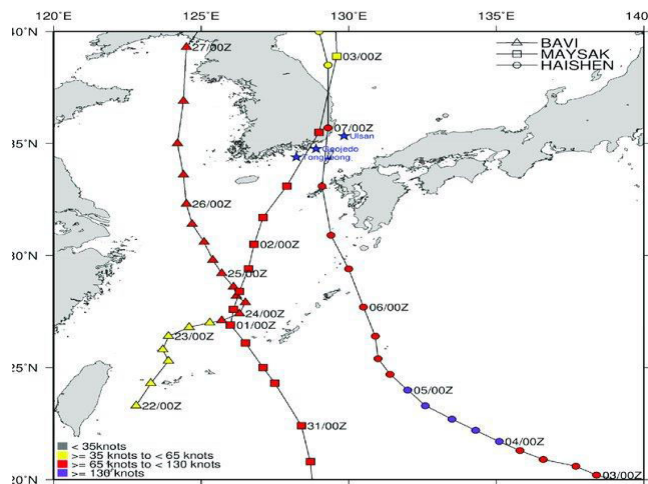 120°E 125°E 130°E 135°E 140
40°N
27/00Z
03/00Z
BAVI
MAYSAK
HAISHEN
07/00Z
Ulsan
35°N
Geojedo
Tongyeong
26/00Z
02/00Z
30°N
25/00Z
06/00Z
24/00Z
01/00Z
23/00Z
25°N
05/00Z
22/00Z
31/00Z
04/00Z
< 35knots
>= 35 knots to < 65 knots
>= 65 knots to < 130 knots
>= 130 knots
20°N
03/00Z